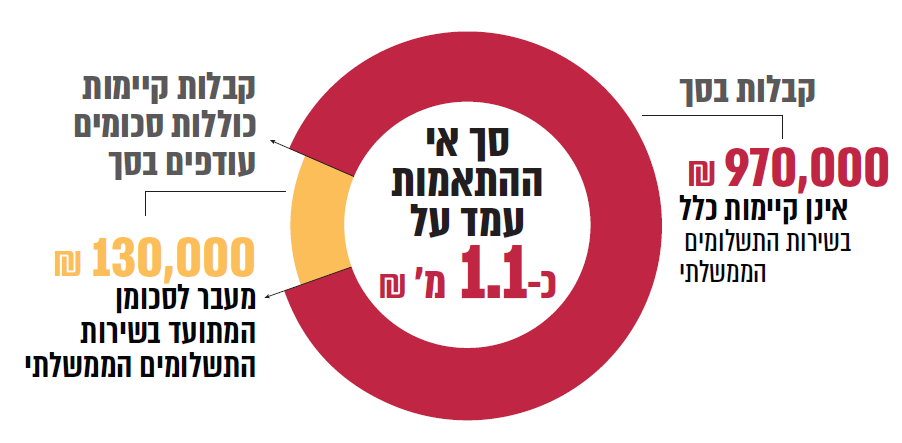 קבלות בסך
970,000 ₪
אינן קיימות כלל
בשירות התשלומים
הממשלתי
סך אי
ההתאמות
עמד על
כ-1.1 מ' ₪
קבלות קיימות
כוללות סכומים
עודפים בסך
130,000 ₪
מעבר לסכומן
המתועד בשירות
התשלומים הממשלתי